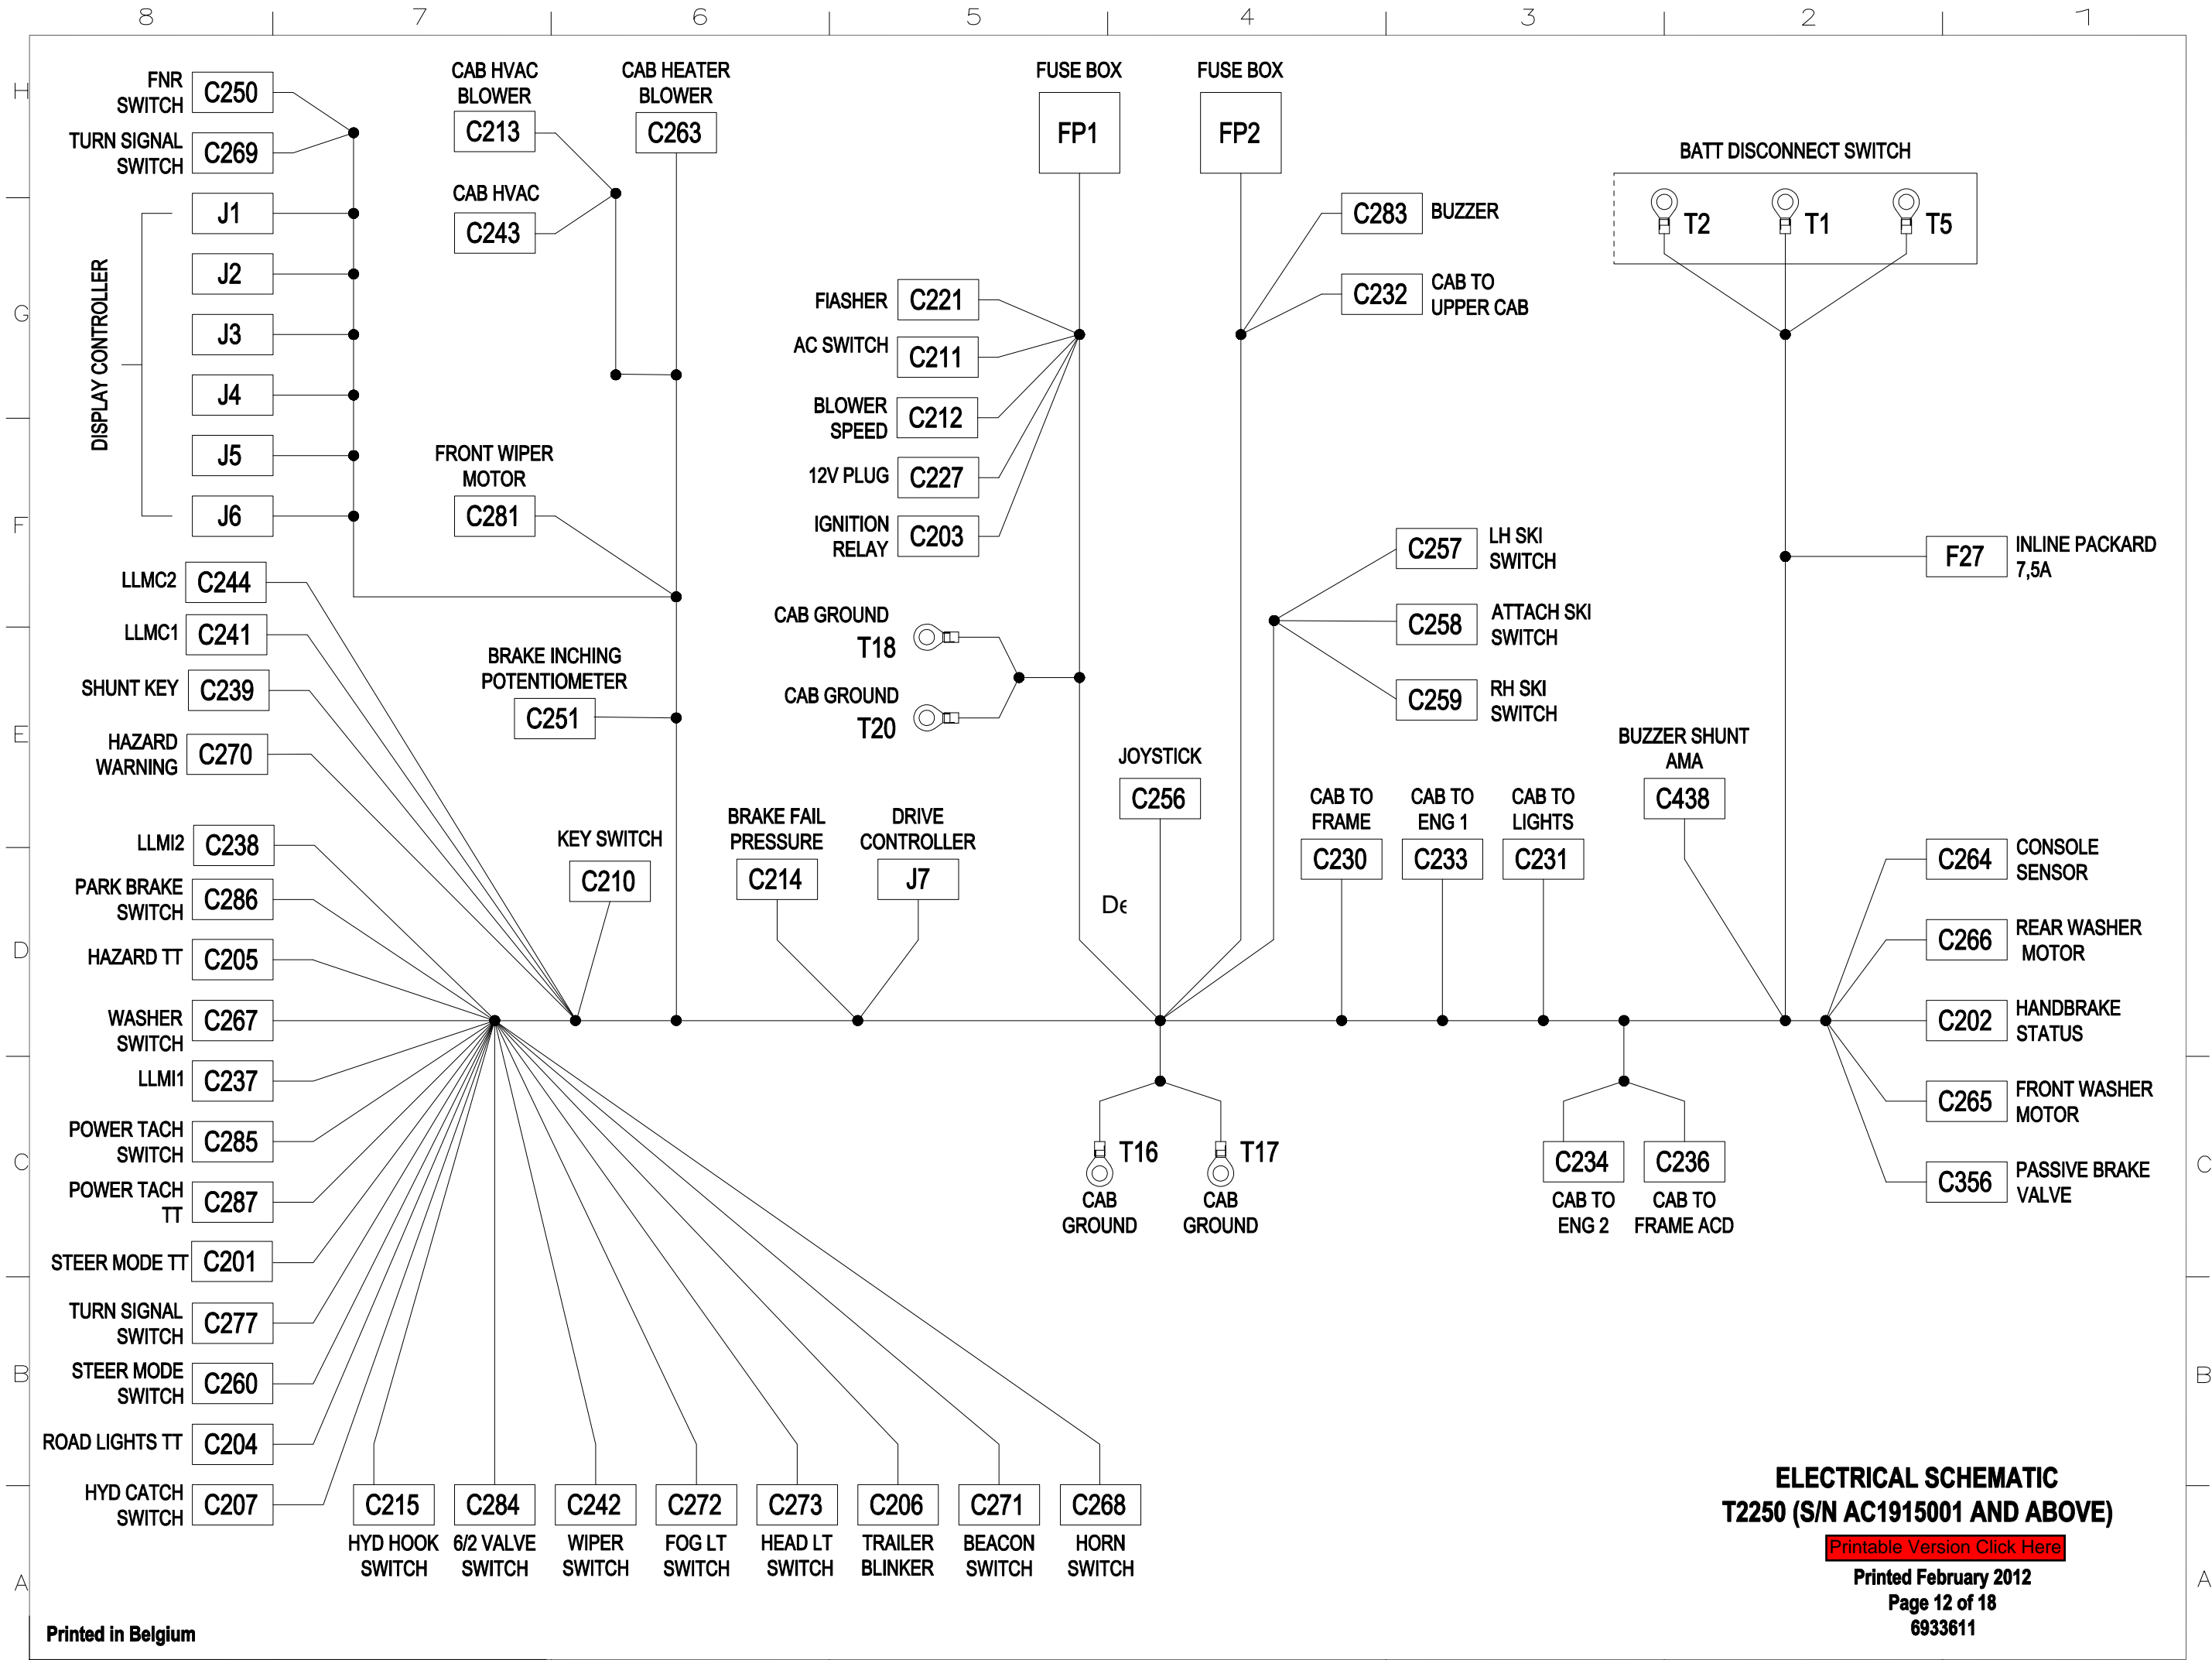 8 7 6 5 4 3 2 1
H
G
F
E
D
C
B
A
FNR
SWITCH
C250
TURN SIGNAL
SWITCH
C269
DISPLAY CONTROLLER
J1
J2
J3
J4
J5
J6
LLMC2
C244
LLMC1
C241
SHUNT KEY
C239
HAZARD
WARNING
C270
LLMI2
C238
PARK BRAKE
SWITCH
C286
HAZARD TT
C205
WASHER
SWITCH
C267
LLMI1
C237
POWER TACH
SWITCH
C285
POWER TACH
TT
C287
STEER MODE TT
C201
TURN SIGNAL
SWITCH
C277
STEER MODE
SWITCH
C260
ROAD LIGHTS TT
C204
HYD CATCH
SWITCH
C207
CAB HVAC
BLOWER
C213
CAB HVAC
C243
CAB HEATER
BLOWER
C263
FRONT WIPER
MOTOR
C281
BRAKE INCHING
POTENTIOMETER
C251
KEY SWITCH
C210
BRAKE FAIL
PRESSURE
C214
DRIVE
CONTROLLER
J7
FUSE BOX
FP1
FUSE BOX
FP2
FIASHER
C221
AC SWITCH
C211
BLOWER
SPEED
C212
12V PLUG
C227
IGNITION
RELAY
C203
CAB GROUND
T18
CAB GROUND
T20
JOYSTICK
C256
C283
BUZZER
C232
CAB TO
UPPER CAB
C257
LH SKI
SWITCH
C258
ATTACH SKI
SWITCH
C259
RH SKI
SWITCH
CAB TO
FRAME
C230
CAB TO
ENG 1
C233
CAB TO
LIGHTS
C231
BATT DISCONNECT SWITCH
T2
T1
T5
F27
INLINE PACKARD
7,5A
BUZZER SHUNT
AMA
C438
C264
CONSOLE
SENSOR
C266
REAR WASHER
MOTOR
C202
HANDBRAKE
STATUS
C265
FRONT WASHER
MOTOR
C356
PASSIVE BRAKE
VALVE
T16
CAB
GROUND
T17
CAB
GROUND
C234
CAB TO
ENG 2
C236
CAB TO
FRAME ACD
C215
HYD HOOK
SWITCH
C284
6/2 VALVE
SWITCH
C242
WIPER
SWITCH
C272
FOG LT
SWITCH
C273
HEAD LT
SWITCH
C206
TRAILER
BLINKER
C271
BEACON
SWITCH
C268
HORN
SWITCH
C
B
A
ELECTRICAL SCHEMATIC
T2250 (S/N AC1915001 AND ABOVE)
Printable Version Click Here
Printed February 2012
Page 12 of 18
6933611
Printed in Belgium